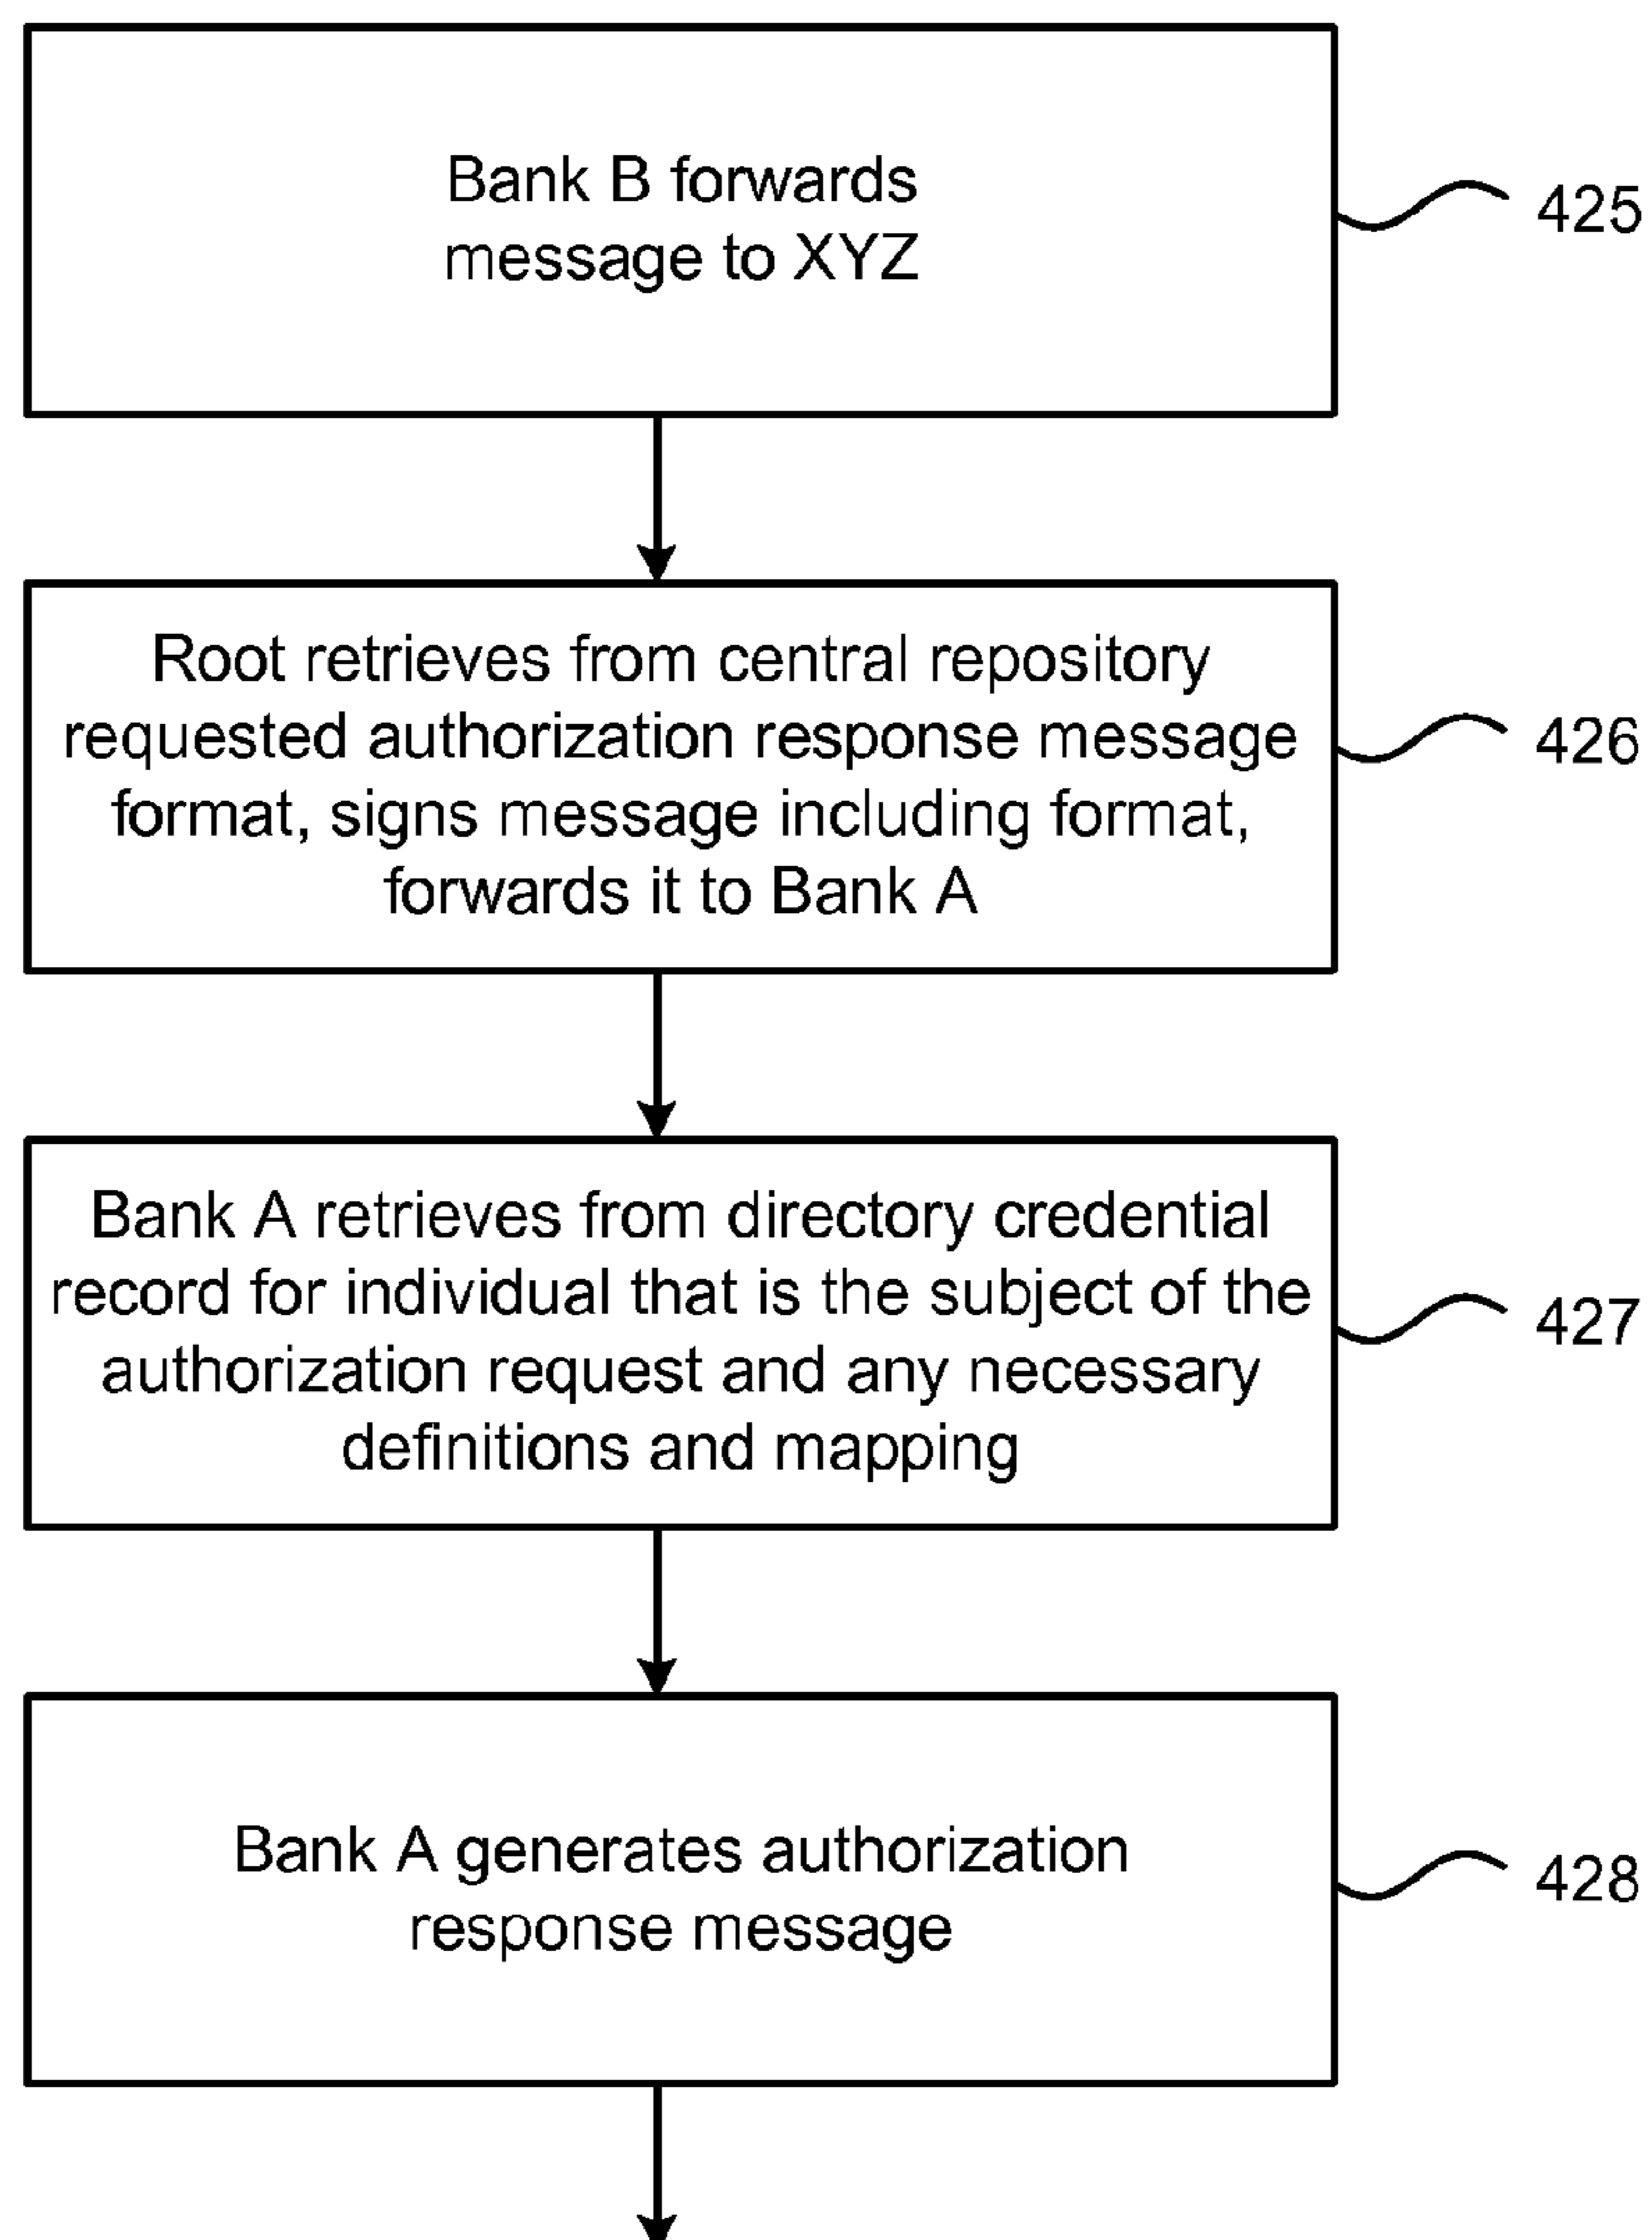 Bank B forwards
message to XYZ
425
Root retrieves from central repository
requested authorization response message
format, signs message including format,
forwards it to Bank A
426
Bank A retrieves from directory credential
record for individual that is the subject of the
authorization request and any necessary
definitions and mapping
427
Bank A generates authorization
response message
428